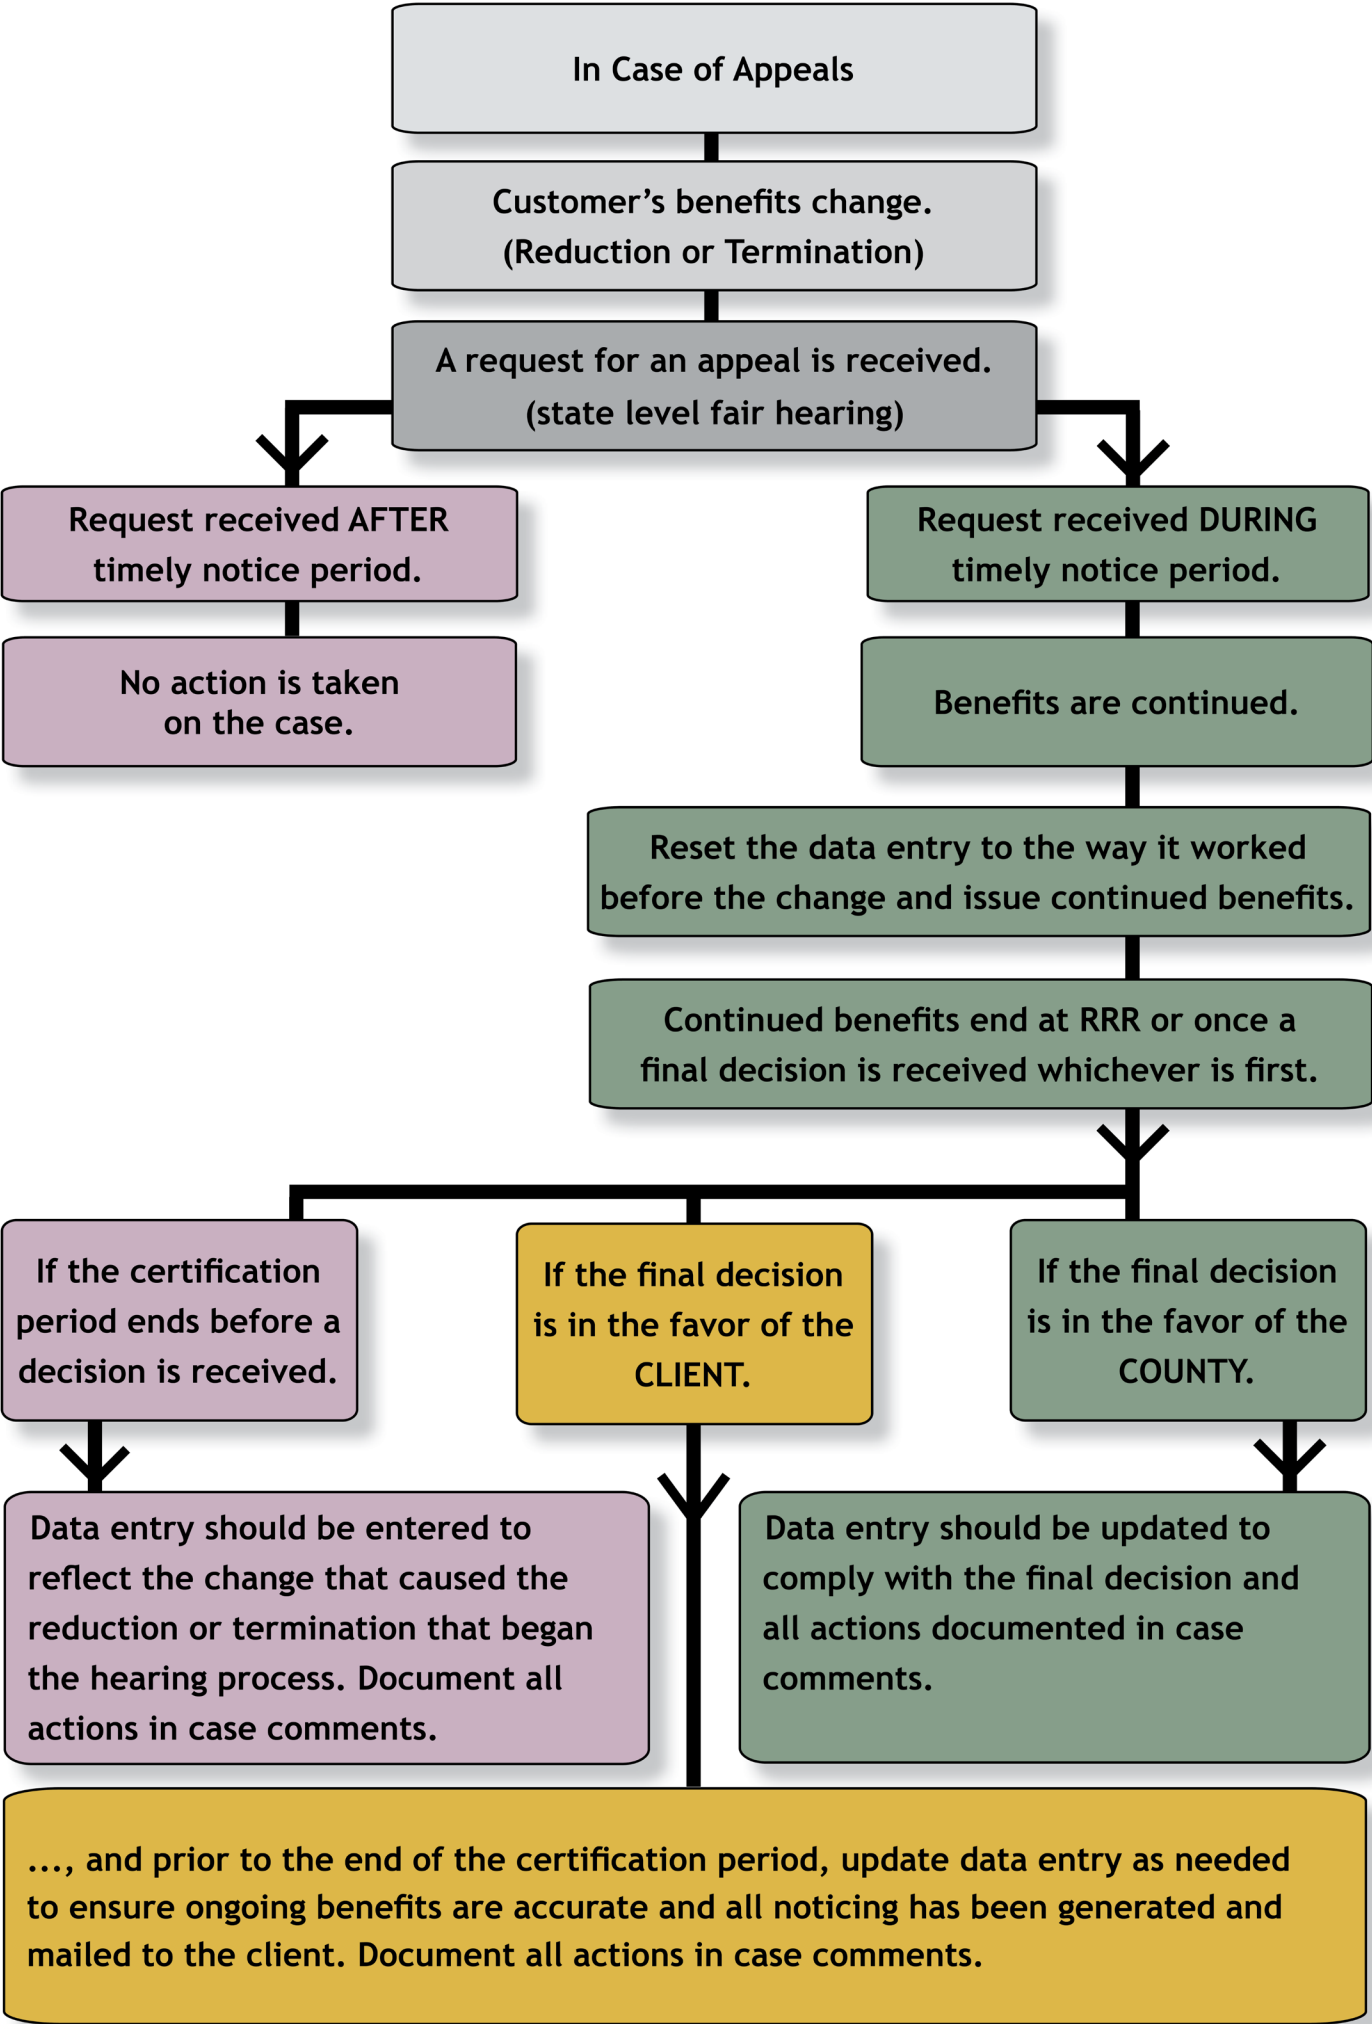 In Case of Appeals
Customer’s benefits change.
(Reduction or Termination)
A request for an appeal is received.
(state level fair hearing)
Request received AFTER
timely notice period.
No action is taken
on the case.
Request received DURING
timely notice period.
Benefits are continued.
Reset the data entry to the way it worked
before the change and issue continued benefits.
Continued benefits end at RRR or once a
final decision is received whichever is first.
If the certification
period ends before a
decision is received.
If the final decision
is in the favor of the
CLIENT.
If the final decision
is in the favor of the
COUNTY.
Data entry should be entered to
reflect the change that caused the
reduction or termination that began
the hearing process. Document all
actions in case comments.
Data entry should be updated to
comply with the final decision and
all actions documented in case
comments.
..., and prior to the end of the certification period, update data entry as needed
to ensure ongoing benefits are accurate and all noticing has been generated and
mailed to the client. Document all actions in case comments.